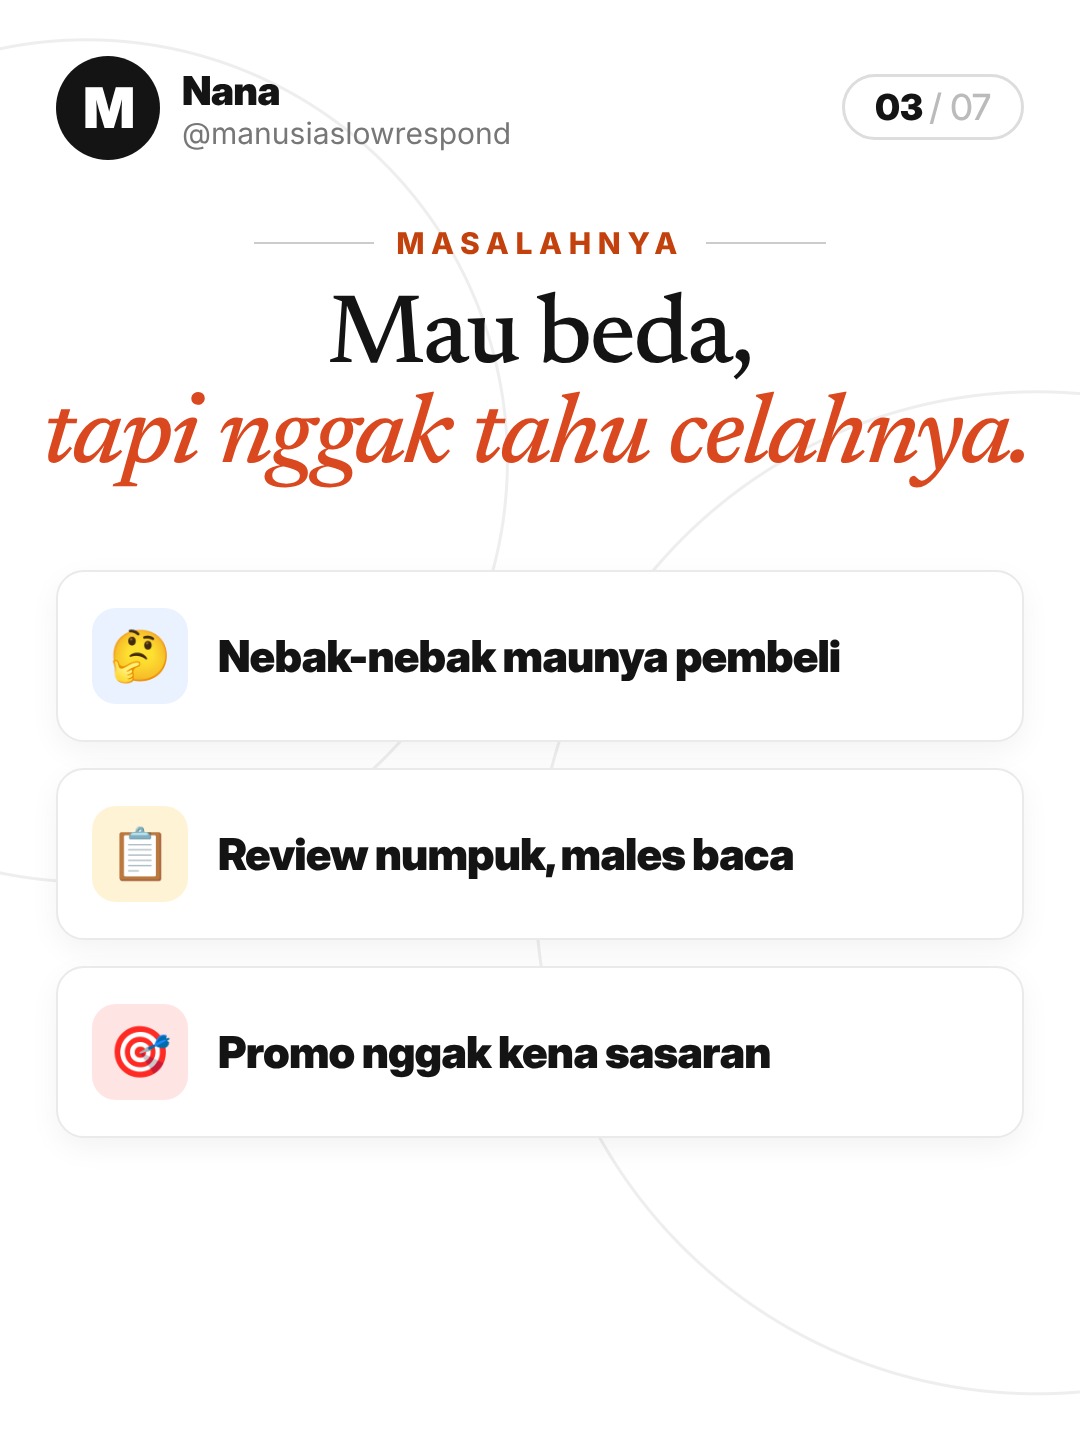 M
Nana
@manusiaslowrespond
03 / 07
MASALAHNYA
Mau beda,
tapi nggak tahu celahnya.
Nebak-nebak maunya pembeli
Review numpuk, males baca
Promo nggak kena sasaran